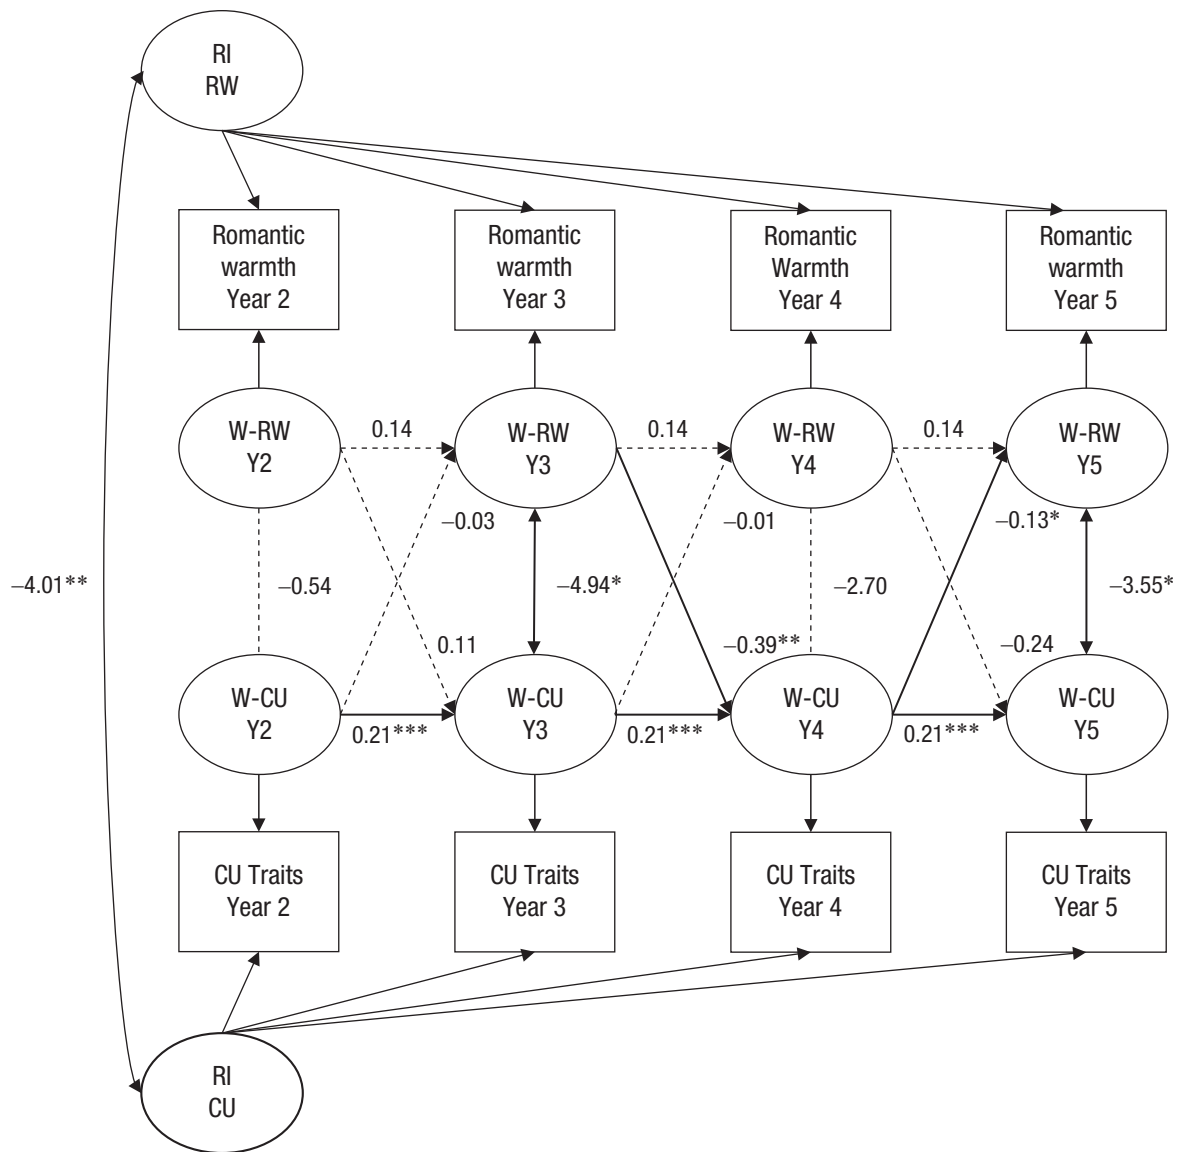 RI
RW
Romantic
warmth
Year 2
Romantic
warmth
Year 3
Romantic
Warmth
Year 4
Romantic
warmth
Year 5
W-RW
Y2
0.14
W-RW
Y3
0.14
W-RW
Y4
0.14
W-RW
Y5
−0.03
−0.01
−0.13*
−4.01**
−0.54
−4.94*
−2.70
−3.55*
0.11
−0.39**
−0.24
W-CU
Y2
0.21***
W-CU
Y3
0.21***
W-CU
Y4
0.21***
W-CU
Y5
CU Traits
Year 2
CU Traits
Year 3
CU Traits
Year 4
CU Traits
Year 5
RI
CU